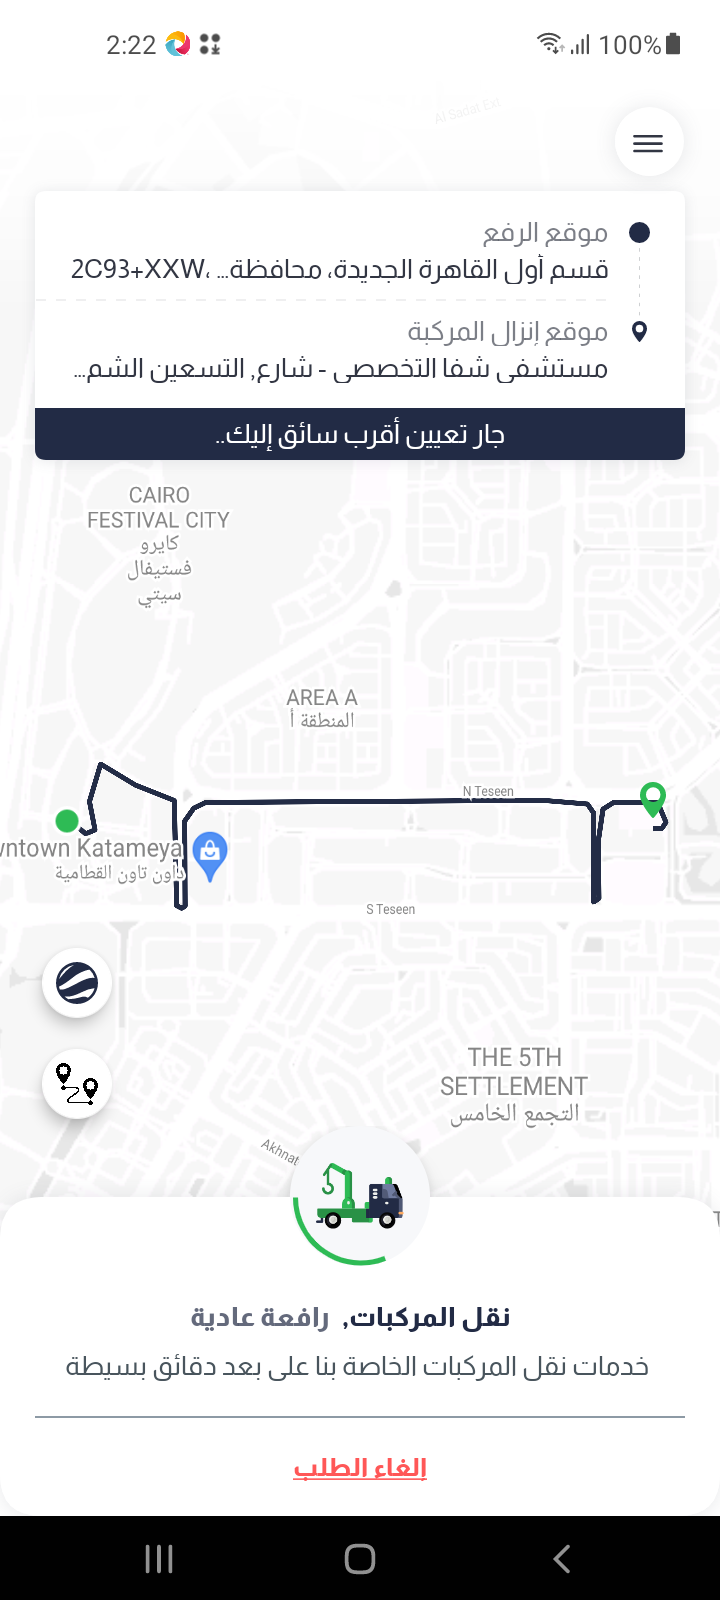 2:22
100%
Al Sadat Ext
موقع الرفع
2C93+XXW، قسم أول القاهرة الجديدة، محافظة...
موقع إنزال المركبة
مستشفى شفا التخصصى - شارع, التسعين الشم...
جار تعيين أقرب سائق إليك..
CAIRO
FESTIVAL CITY
كايرو
فستيفال
سيتي
AREA A
المنطقة أ
N Teseen
wntown Katameya
داون تاون القطامية
S Teseen
THE 5TH
SETTLEMENT
التجمع الخامس
Akhnat
نقل المركبات, رافعة عادية
خدمات نقل المركبات الخاصة بنا على بعد دقائق بسيطة
إلغاء الطلب